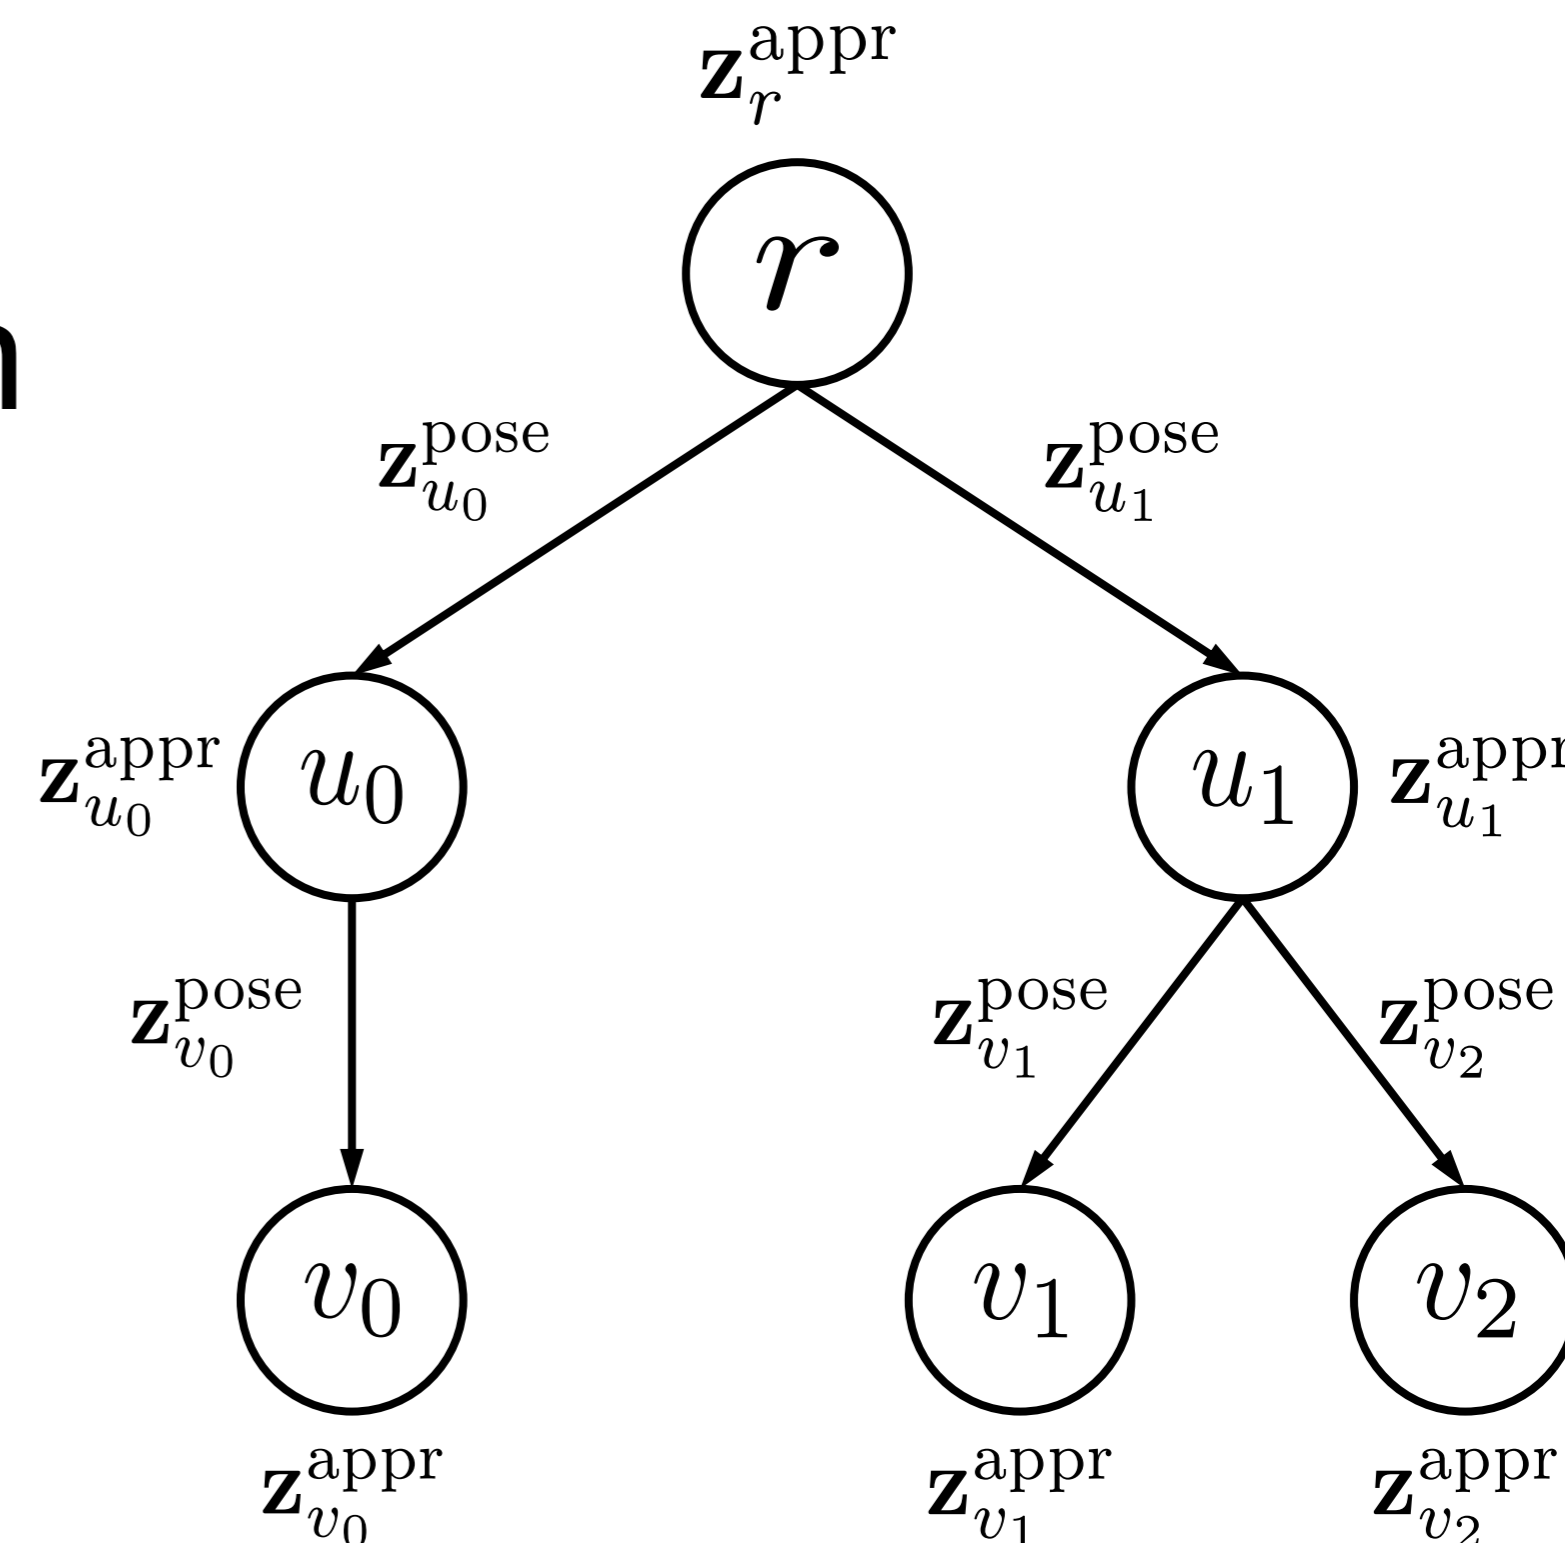 𝐳_r^appr
r
n
𝐳_{u_0}^pose 𝐳_{u_1}^pose
𝐳_{u_0}^appr u_0 u_1 𝐳_{u_1}^appr
𝐳_{v_0}^pose 𝐳_{v_1}^pose 𝐳_{v_2}^pose
v_0 v_1 v_2
𝐳_{v_0}^appr 𝐳_{v_1}^appr 𝐳_{v_2}^appr